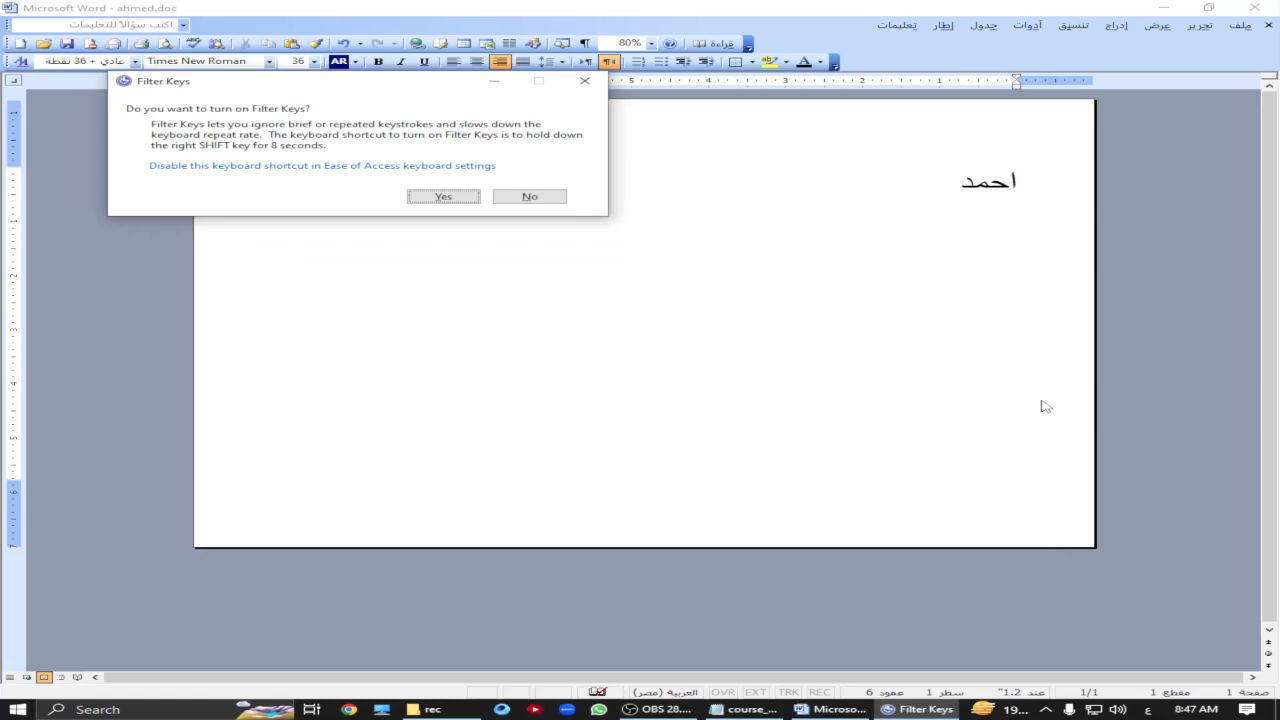 Microsoft Word - ahmed.doc
اكتب سؤالاً للتعليمات
ملف تحرير عرض إدراج تنسيق أدوات جدول إطار تعليمات
80%
قراءة
عادي + 36 نقطة
Times New Roman
36
AR
B I U
Filter Keys
Do you want to turn on Filter Keys?
Filter Keys lets you ignore brief or repeated keystrokes and slows down the
keyboard repeat rate. The keyboard shortcut to turn on Filter Keys is to hold down
the right SHIFT key for 8 seconds.
Disable this keyboard shortcut in Ease of Access keyboard settings
Yes
No
5 4 3 2 1
احمد
صفحة 1 مقطع 1 1/1 عند 1.2" سطر 1 عمود 6 REC TRK EXT OVR العربية (مصر)
Search
rec
OBS 28....
course_...
Microso...
Filter Keys
19...
ع
8:47 AM